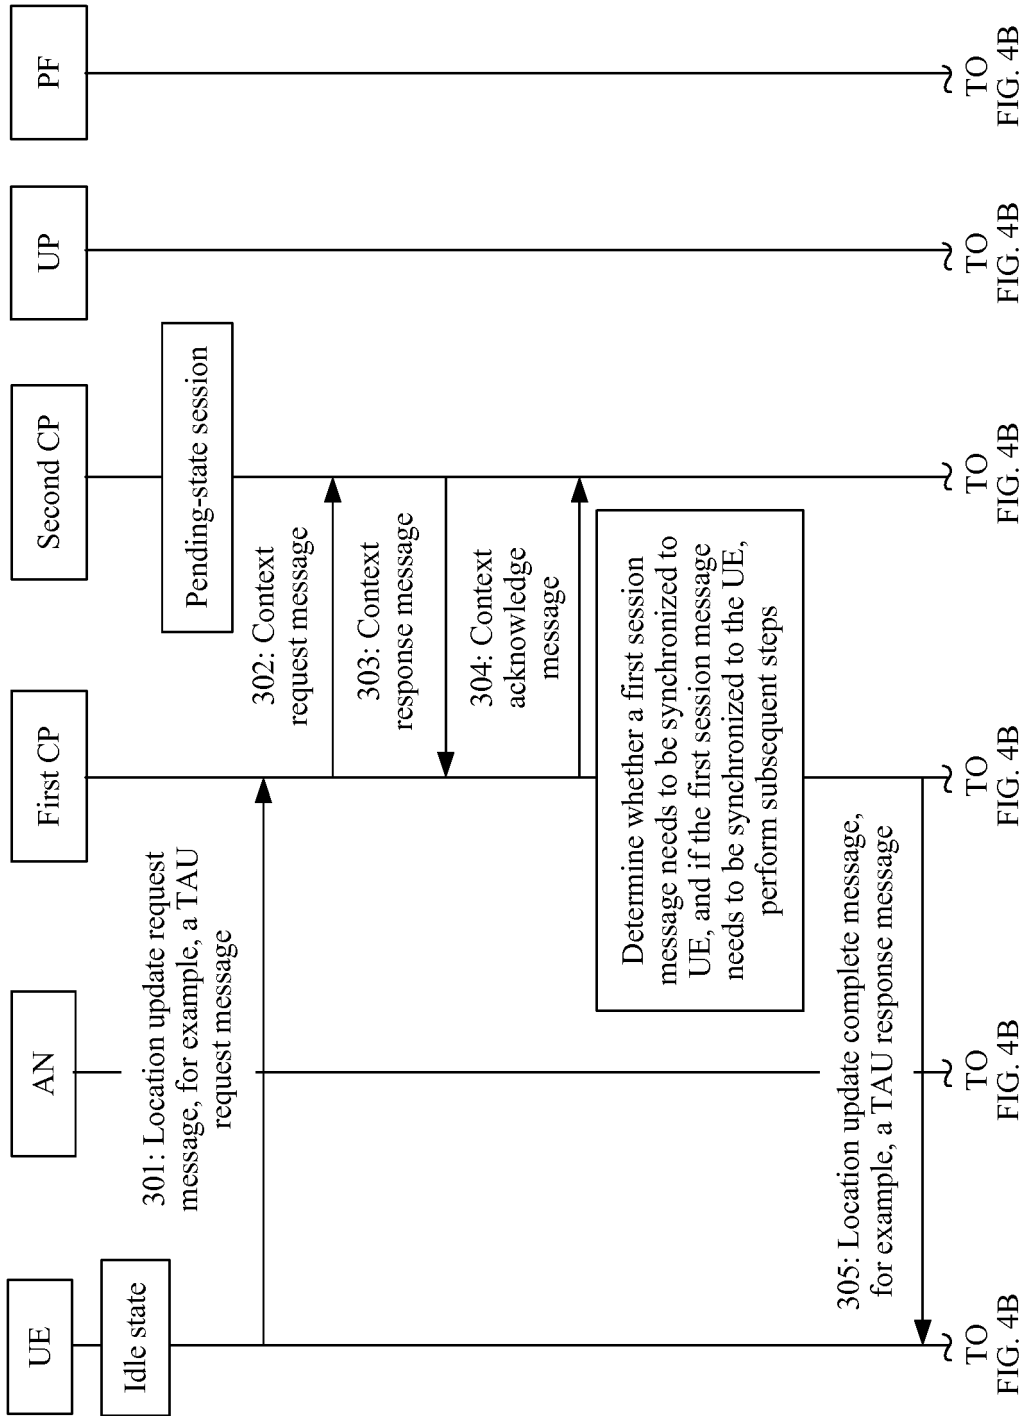 UE
AN
First CP
Second CP
UP
PF
Idle state
Pending-state session
301: Location update request
message, for example, a TAU
request message
302: Context
request message
303: Context
response message
304: Context
acknowledge
message
Determine whether a first session
message needs to be synchronized to
UE, and if the first session message
needs to be synchronized to the UE,
perform subsequent steps
305: Location update complete message,
for example, a TAU response message
TO
FIG. 4B
TO
FIG. 4B
TO
FIG. 4B
TO
FIG. 4B
TO
FIG. 4B
TO
FIG. 4B